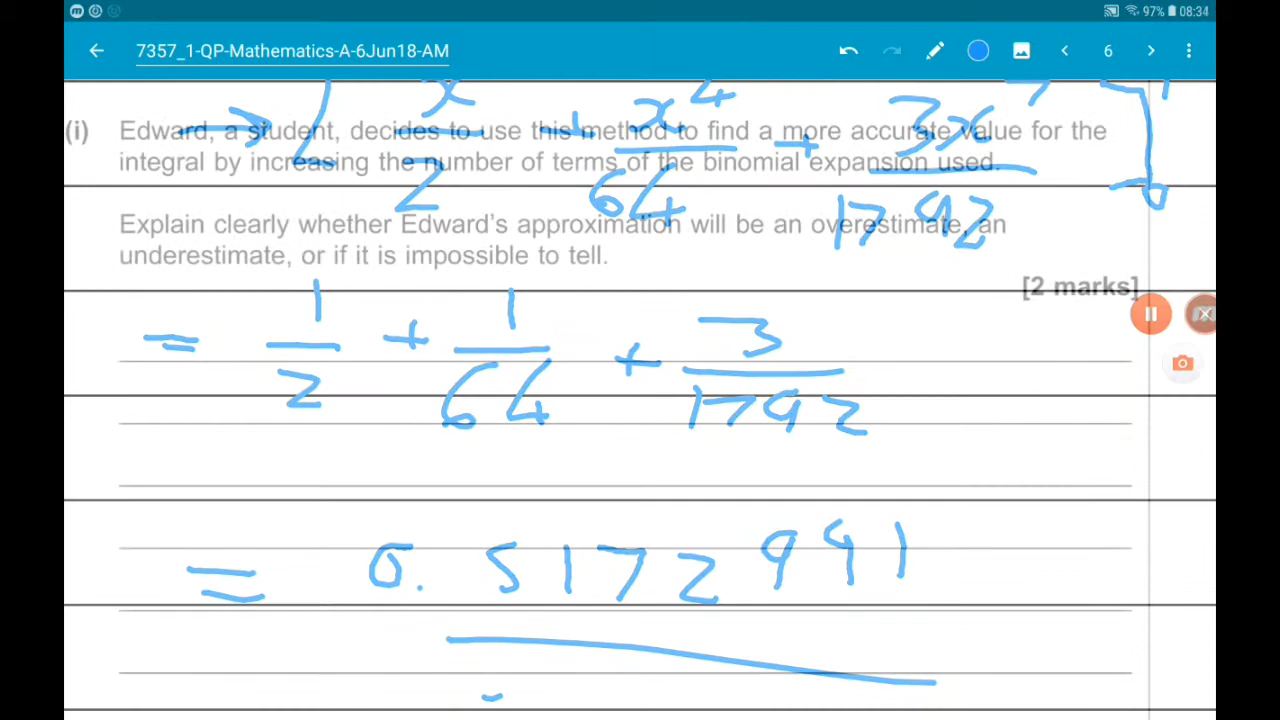 97% 08:34
7357_1-QP-Mathematics-A-6Jun18-AM 6
→ [ x/2 + x⁴/64 + 3x⁷/1792 ]¹₀
(i) Edward, a student, decides to use this method to find a more accurate value for the
integral by increasing the number of terms of the binomial expansion used.
Explain clearly whether Edward's approximation will be an overestimate, an
underestimate, or if it is impossible to tell.
[2 marks]
= 1/2 + 1/64 + 3/1792
= 0.5172991